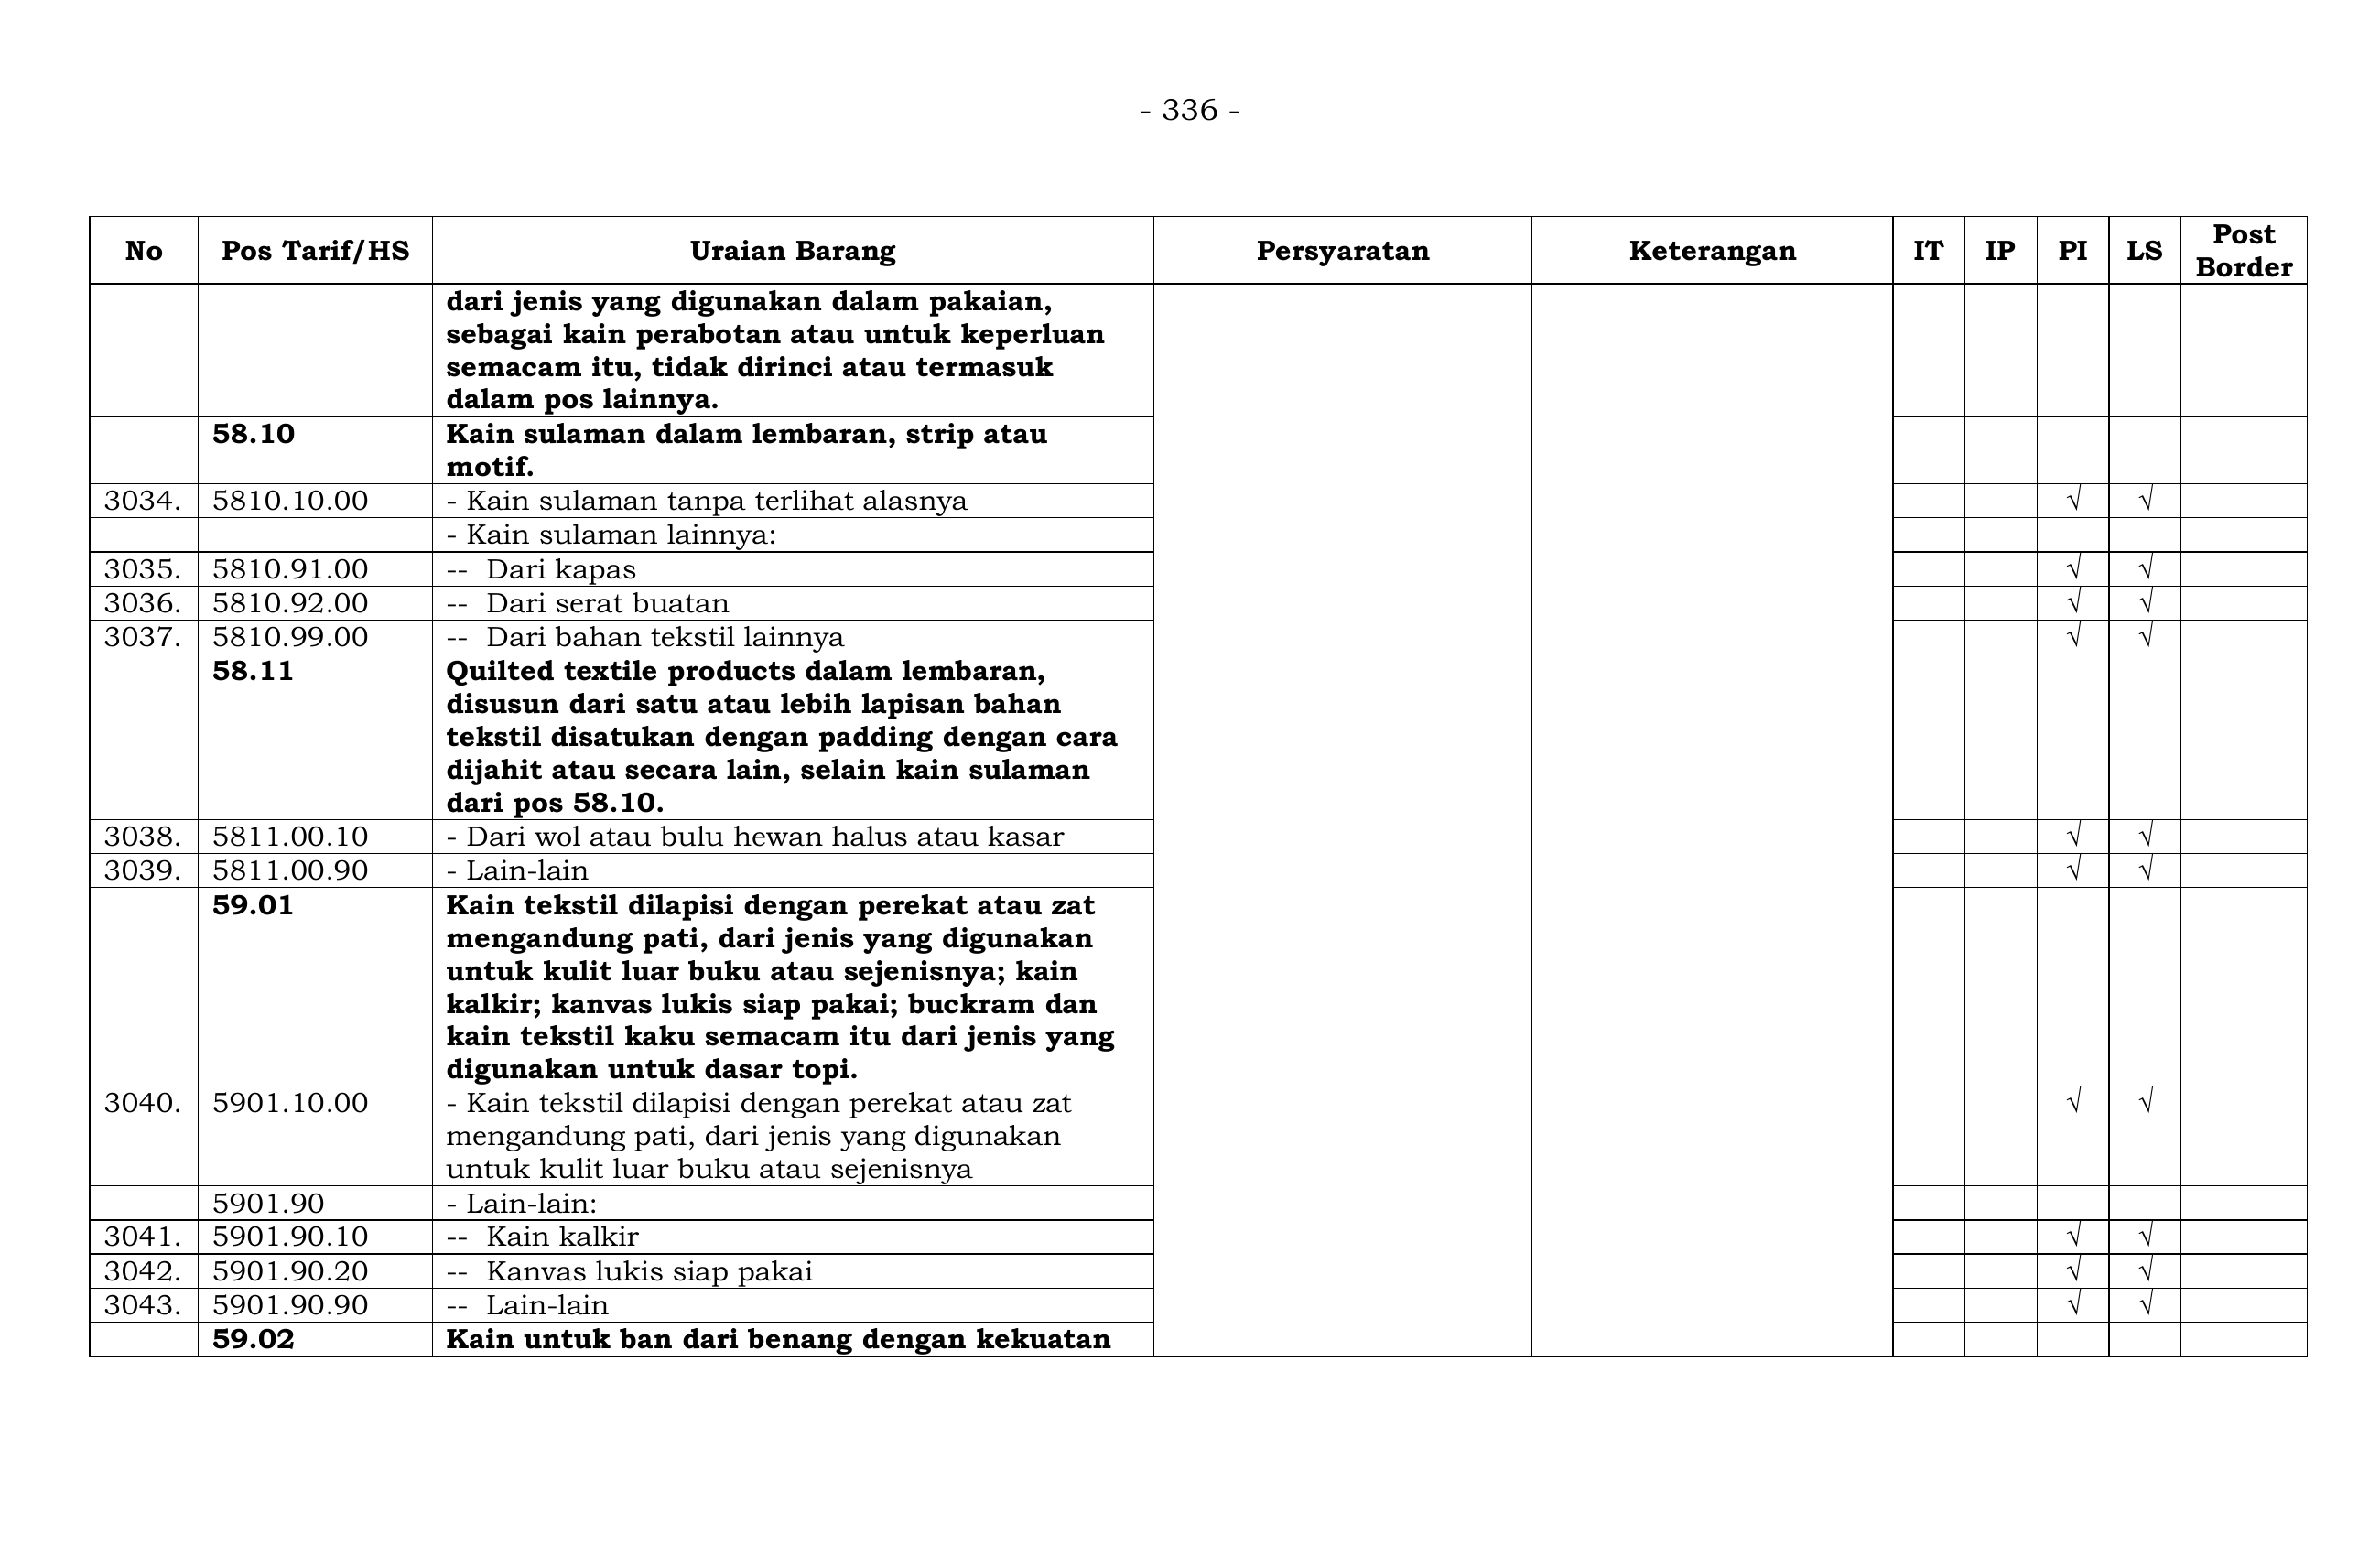 - 336 -
No Pos Tarif/HS Uraian Barang Persyaratan Keterangan IT IP PI LS Post Border
dari jenis yang digunakan dalam pakaian,
sebagai kain perabotan atau untuk keperluan
semacam itu, tidak dirinci atau termasuk
dalam pos lainnya.
58.10 Kain sulaman dalam lembaran, strip atau
motif.
3034. 5810.10.00 - Kain sulaman tanpa terlihat alasnya √ √
- Kain sulaman lainnya:
3035. 5810.91.00 -- Dari kapas √ √
3036. 5810.92.00 -- Dari serat buatan √ √
3037. 5810.99.00 -- Dari bahan tekstil lainnya √ √
58.11 Quilted textile products dalam lembaran,
disusun dari satu atau lebih lapisan bahan
tekstil disatukan dengan padding dengan cara
dijahit atau secara lain, selain kain sulaman
dari pos 58.10.
3038. 5811.00.10 - Dari wol atau bulu hewan halus atau kasar √ √
3039. 5811.00.90 - Lain-lain √ √
59.01 Kain tekstil dilapisi dengan perekat atau zat
mengandung pati, dari jenis yang digunakan
untuk kulit luar buku atau sejenisnya; kain
kalkir; kanvas lukis siap pakai; buckram dan
kain tekstil kaku semacam itu dari jenis yang
digunakan untuk dasar topi.
3040. 5901.10.00 - Kain tekstil dilapisi dengan perekat atau zat √ √
mengandung pati, dari jenis yang digunakan
untuk kulit luar buku atau sejenisnya
5901.90 - Lain-lain:
3041. 5901.90.10 -- Kain kalkir √ √
3042. 5901.90.20 -- Kanvas lukis siap pakai √ √
3043. 5901.90.90 -- Lain-lain √ √
59.02 Kain untuk ban dari benang dengan kekuatan